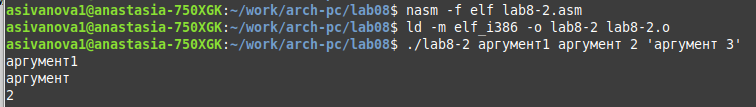 asivanova1@anastasia-750XGK:~/work/arch-pc/lab08$ nasm -f elf lab8-2.asm
asivanova1@anastasia-750XGK:~/work/arch-pc/lab08$ ld -m elf_i386 -o lab8-2 lab8-2.o
asivanova1@anastasia-750XGK:~/work/arch-pc/lab08$ ./lab8-2 аргумент1 аргумент 2 'аргумент 3'
аргумент1
аргумент
2